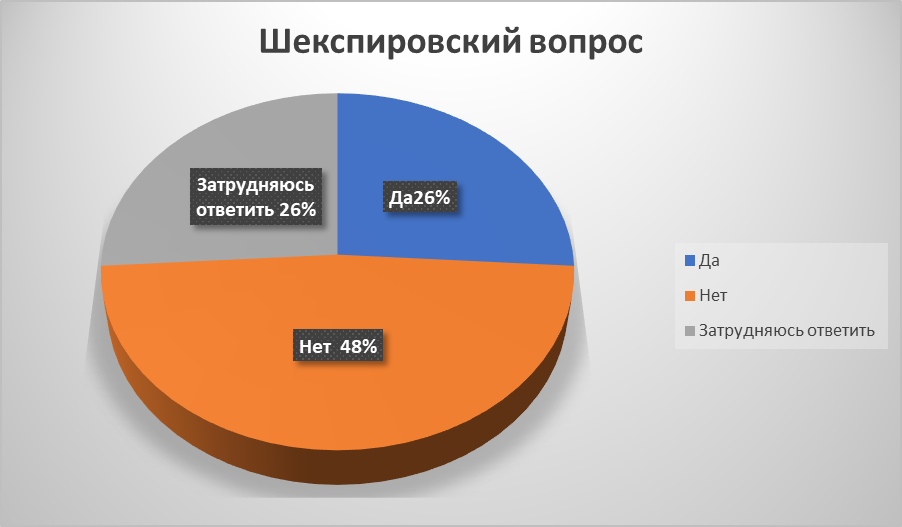 Шекспировский вопрос
Затрудняюсь
ответить 26%
Да26%
Нет 48%
Да
Нет
Затрудняюсь ответить